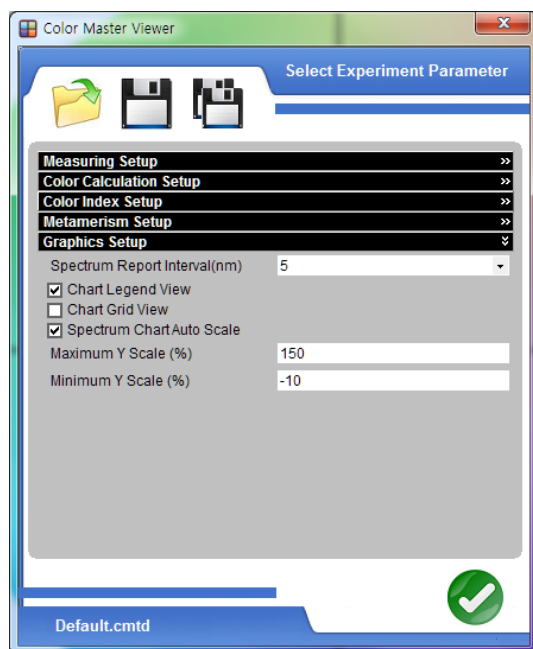 Color Master Viewer
Select Experiment Parameter
Measuring Setup
Color Calculation Setup
Color Index Setup
Metamerism Setup
Graphics Setup
Spectrum Report Interval(nm) 5
Chart Legend View
Chart Grid View
Spectrum Chart Auto Scale
Maximum Y Scale (%) 150
Minimum Y Scale (%) -10
Default.cmtd